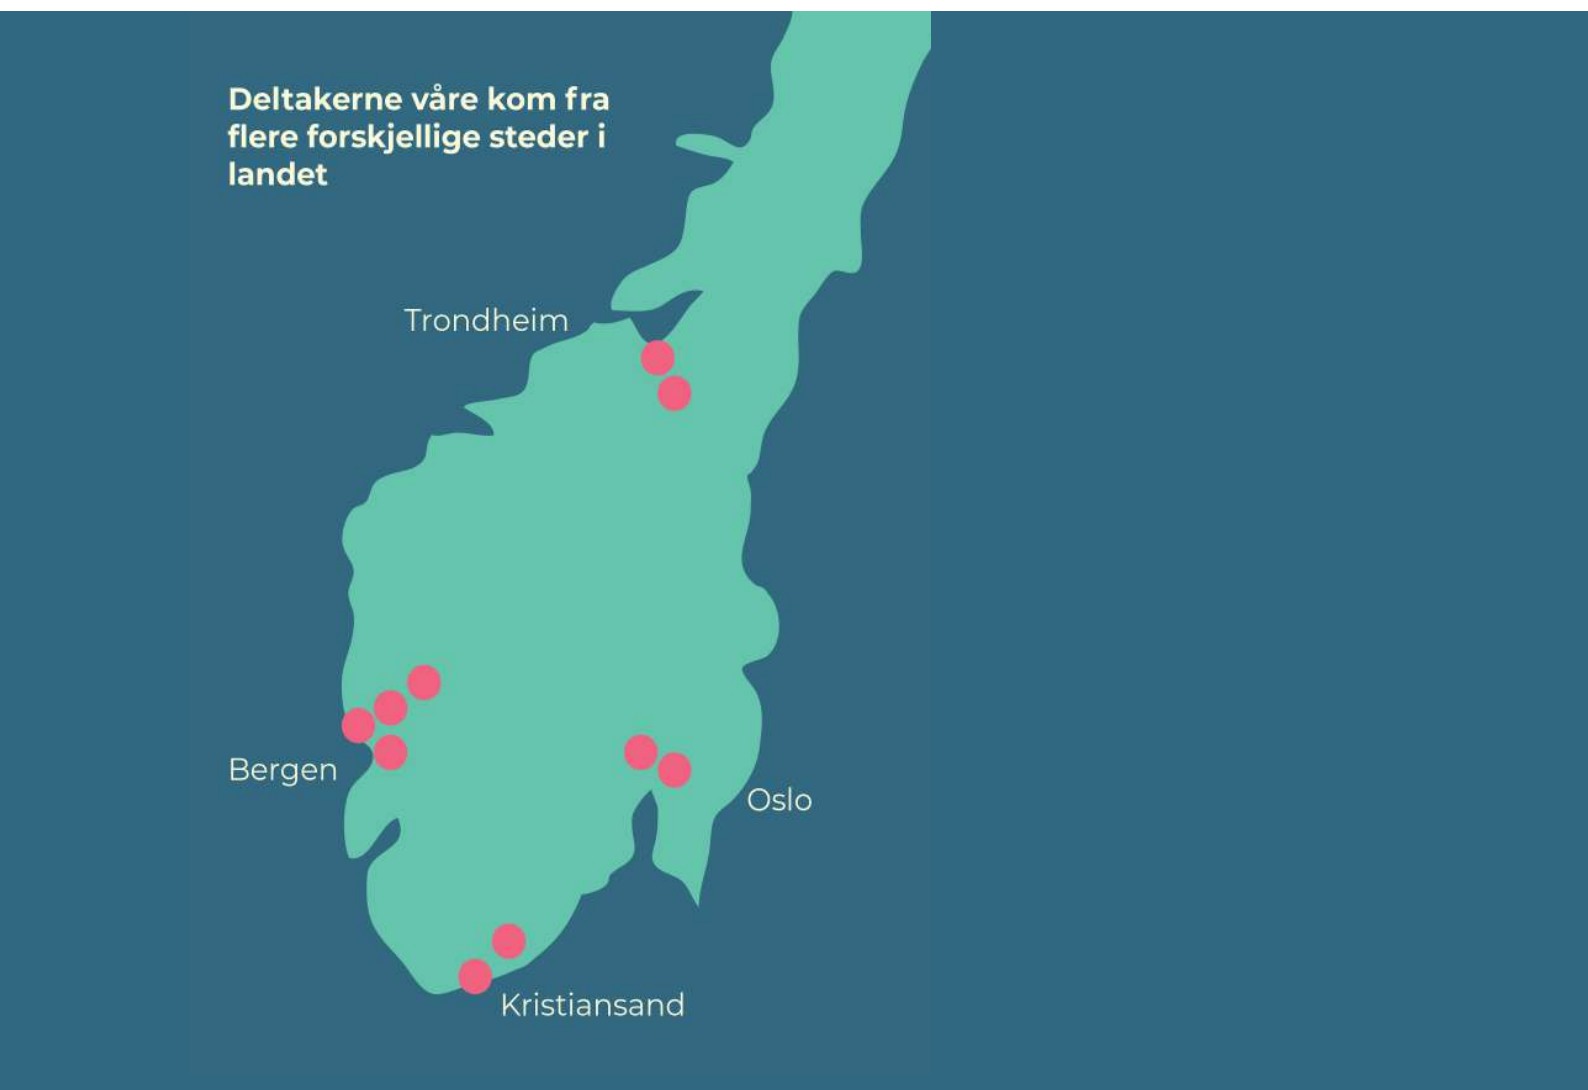 Deltakerne våre kom fra
flere forskjellige steder i
landet
Trondheim
Bergen
Oslo
Kristiansand